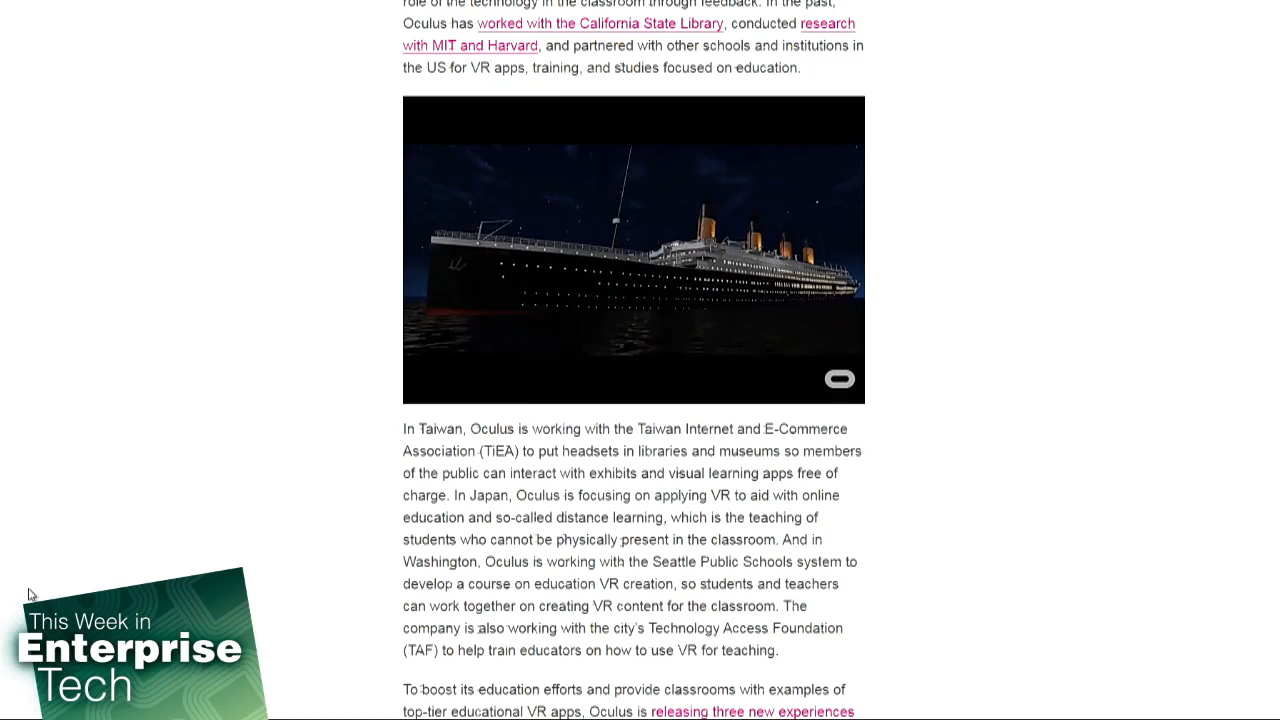 role of the technology in the classroom through feedback. In the past,
Oculus has worked with the California State Library, conducted research
with MIT and Harvard, and partnered with other schools and institutions in
the US for VR apps, training, and studies focused on education.
In Taiwan, Oculus is working with the Taiwan Internet and E-Commerce
Association (TiEA) to put headsets in libraries and museums so members
of the public can interact with exhibits and visual learning apps free of
charge. In Japan, Oculus is focusing on applying VR to aid with online
education and so-called distance learning, which is the teaching of
students who cannot be physically present in the classroom. And in
Washington, Oculus is working with the Seattle Public Schools system to
develop a course on education VR creation, so students and teachers
can work together on creating VR content for the classroom. The
company is also working with the city's Technology Access Foundation
(TAF) to help train educators on how to use VR for teaching.
To boost its education efforts and provide classrooms with examples of
top-tier educational VR apps, Oculus is releasing three new experiences
This Week in
Enterprise
Tech